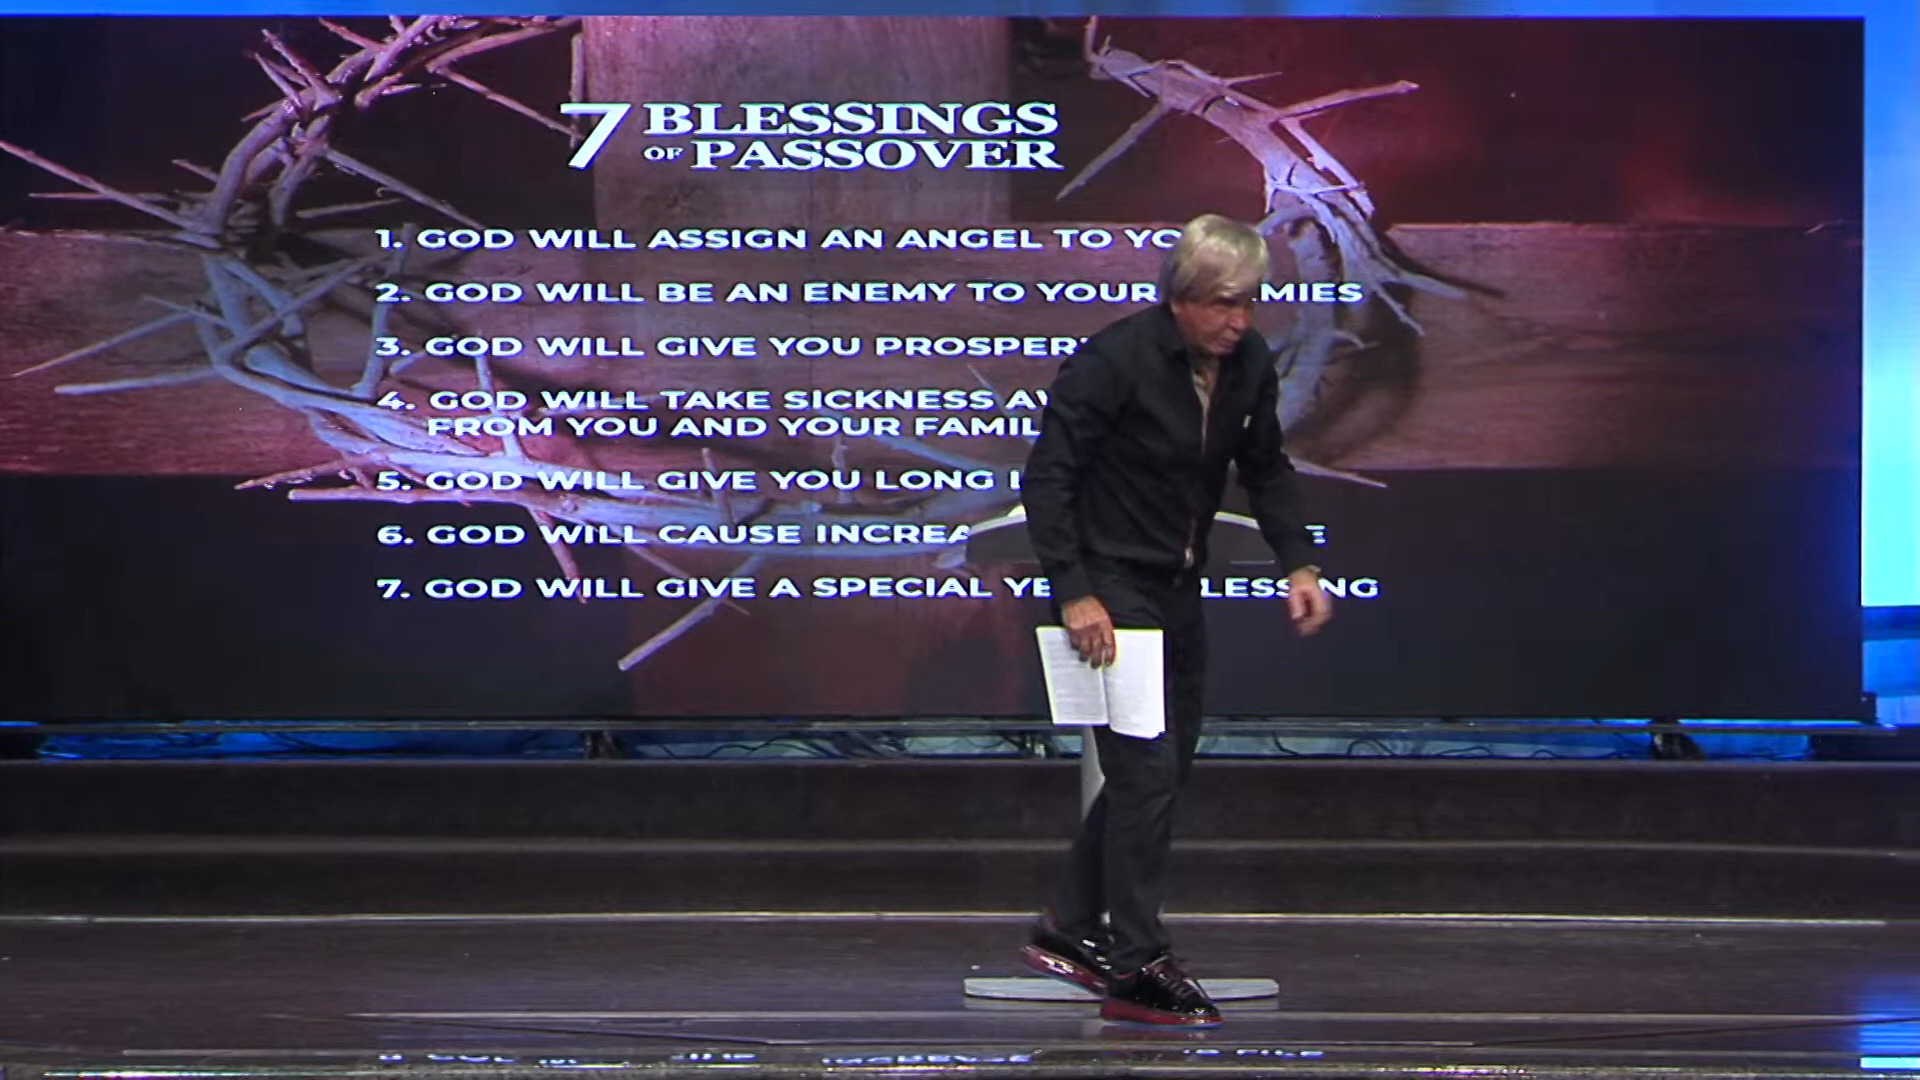 7 BLESSINGS
OF PASSOVER
1. GOD WILL ASSIGN AN ANGEL TO
2. GOD WILL BE AN ENEMY TO YOUR
3. GOD WILL GIVE YOU
4. GOD WILL TAKE SICKNESS
FROM YOU AND YOUR
5. GOD WILL GIVE YOU LONG
6. GOD WILL CAUSE
7. GOD WILL GIVE A SPECIAL